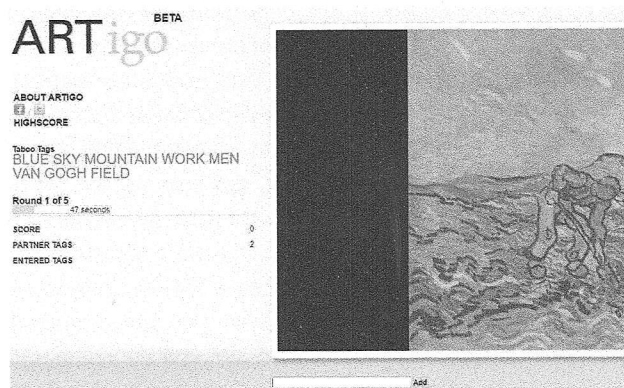 ARTigo BETA
ABOUT ARTIGO
HIGHSCORE
Taboo Tags
BLUE SKY MOUNTAIN WORK MEN
VAN GOGH FIELD
Round 1 of 5
47 seconds
SCORE 0
PARTNER TAGS 2
ENTERED TAGS
Add